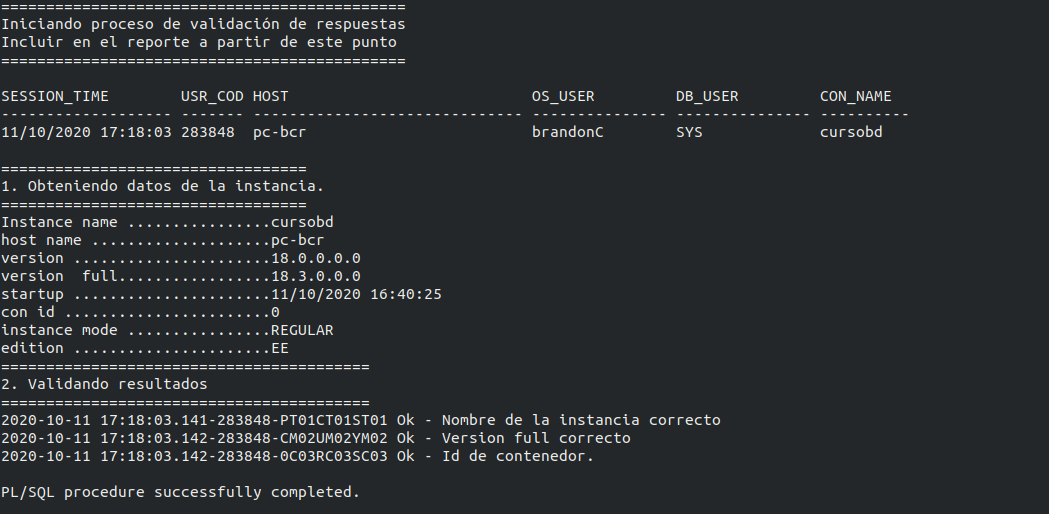 =============================================
Iniciando proceso de validación de respuestas
Incluir en el reporte a partir de este punto
=============================================
SESSION_TIME        USR_COD HOST                           OS_USER         DB_USER         CON_NAME
------------------- ------- ------------------------------ --------------- --------------- ----------
11/10/2020 17:18:03 283848  pc-bcr                         brandonC        SYS             cursobd
==================================
1. Obteniendo datos de la instancia.
==================================
Instance name ................cursobd
host name ....................pc-bcr
version ......................18.0.0.0.0
version  full.................18.3.0.0.0
startup ......................11/10/2020 16:40:25
con id .......................0
instance mode ................REGULAR
edition ......................EE
=========================================
2. Validando resultados
=========================================
2020-10-11 17:18:03.141-283848-PT01CT01ST01 Ok - Nombre de la instancia correcto
2020-10-11 17:18:03.142-283848-CM02UM02YM02 Ok - Version full correcto
2020-10-11 17:18:03.142-283848-0C03RC03SC03 Ok - Id de contenedor.
PL/SQL procedure successfully completed.